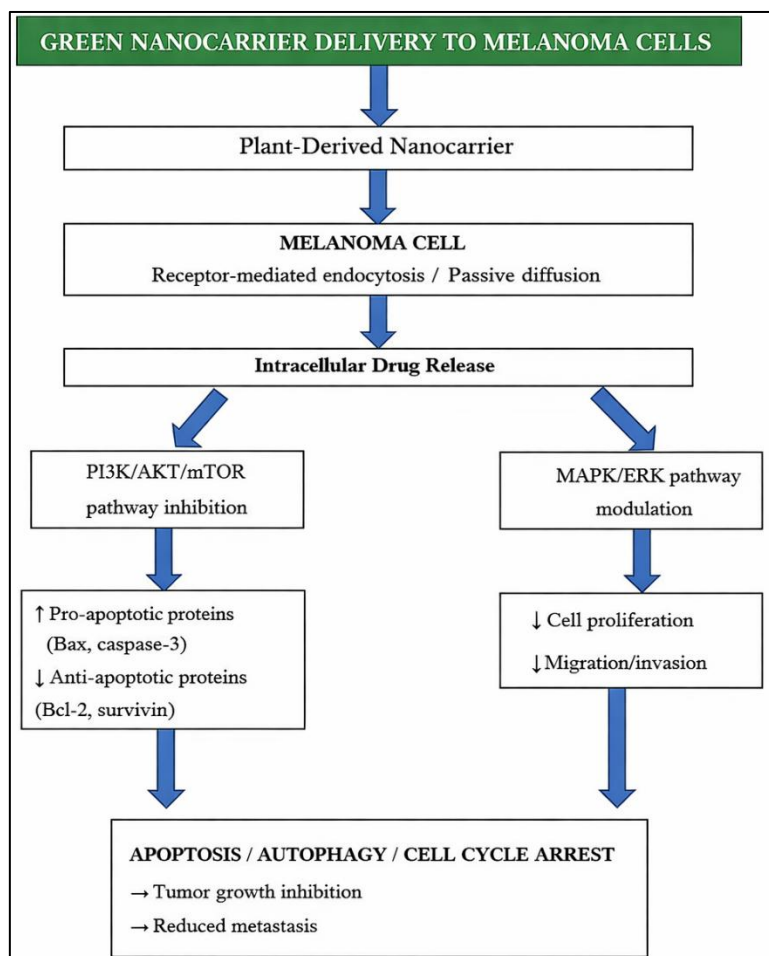 GREEN NANOCARRIER DELIVERY TO MELANOMA CELLS
Plant-Derived Nanocarrier
MELANOMA CELL
Receptor-mediated endocytosis / Passive diffusion
Intracellular Drug Release
PI3K/AKT/mTOR
pathway inhibition
MAPK/ERK pathway
modulation
↑ Pro-apoptotic proteins
(Bax, caspase-3)
↓ Anti-apoptotic proteins
(Bcl-2, survivin)
↓ Cell proliferation
↓ Migration/invasion
APOPTOSIS / AUTOPHAGY / CELL CYCLE ARREST
→ Tumor growth inhibition
→ Reduced metastasis